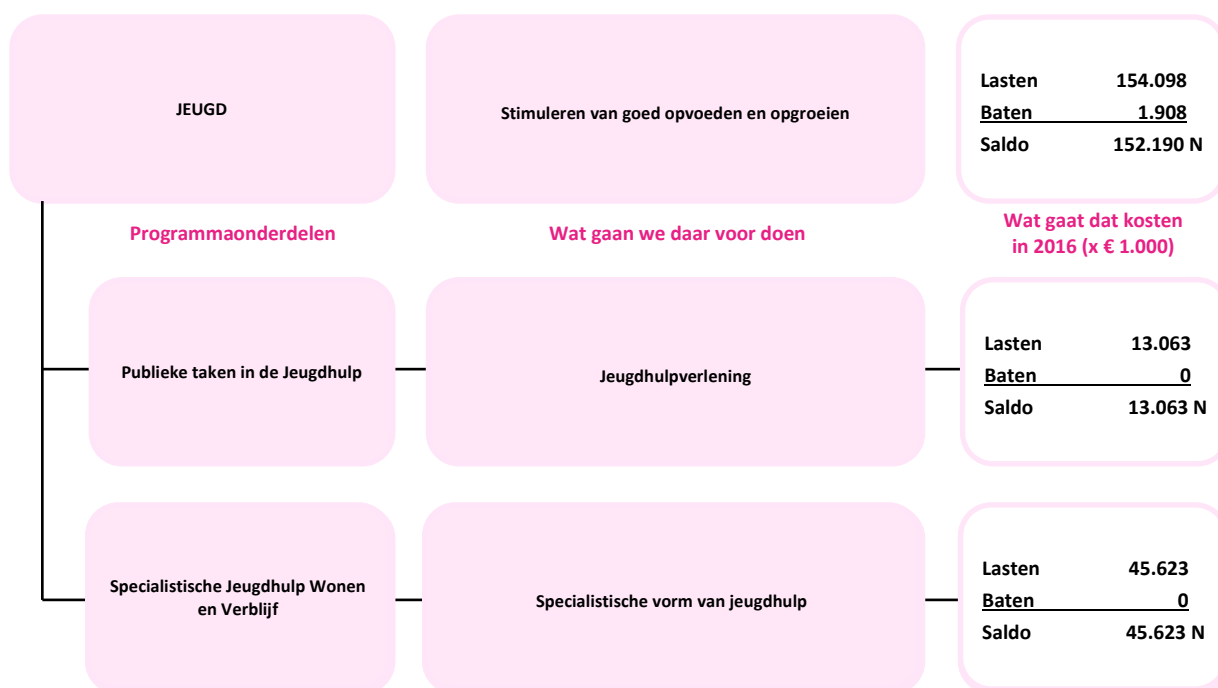 JEUGD
Stimuleren van goed opvoeden en opgroeien
Lasten 154.098
Baten 1.908
Saldo 152.190 N
Programmaonderdelen
Wat gaan we daar voor doen
Wat gaat dat kosten
in 2016 (x € 1.000)
Publieke taken in de Jeugdhulp
Jeugdhulpverlening
Lasten 13.063
Baten 0
Saldo 13.063 N
Specialistische Jeugdhulp Wonen
en Verblijf
Specialistische vorm van jeugdhulp
Lasten 45.623
Baten 0
Saldo 45.623 N